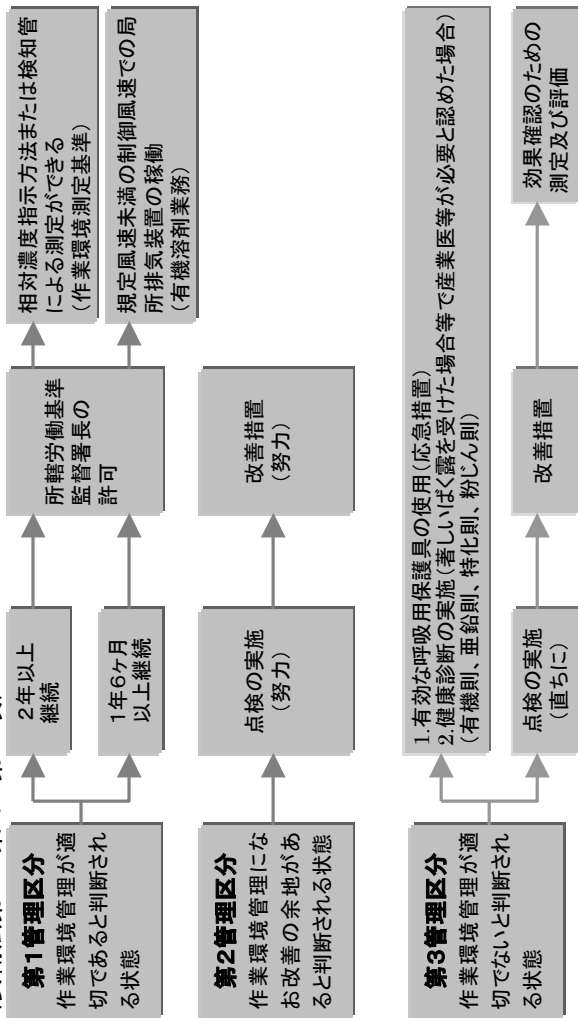 第1管理区分
作業環境管理が適
切であると判断され
る状態
2年以上
継続
1年6ヶ月
以上継続
所轄労働基準
監督署長の
許可
相対濃度指示方法または検知管
による測定ができる
（作業環境測定基準）
規定風速未満の制御風速での局
所排気装置の稼働
（有機溶剤業務）
第2管理区分
作業環境管理にな
お改善の余地があ
ると判断される状態
点検の実施
（努力）
改善措置
（努力）
第3管理区分
作業環境管理が適
切でないと判断され
る状態
1.有効な呼吸用保護具の使用（応急措置）
2.健康診断の実施（著しいばく露を受けた場合等で産業医等が必要と認めた場合）
（有機則、亜鉛則、特化則、粉じん則）
点検の実施
（直ちに）
改善措置
効果確認のための
測定及び評価